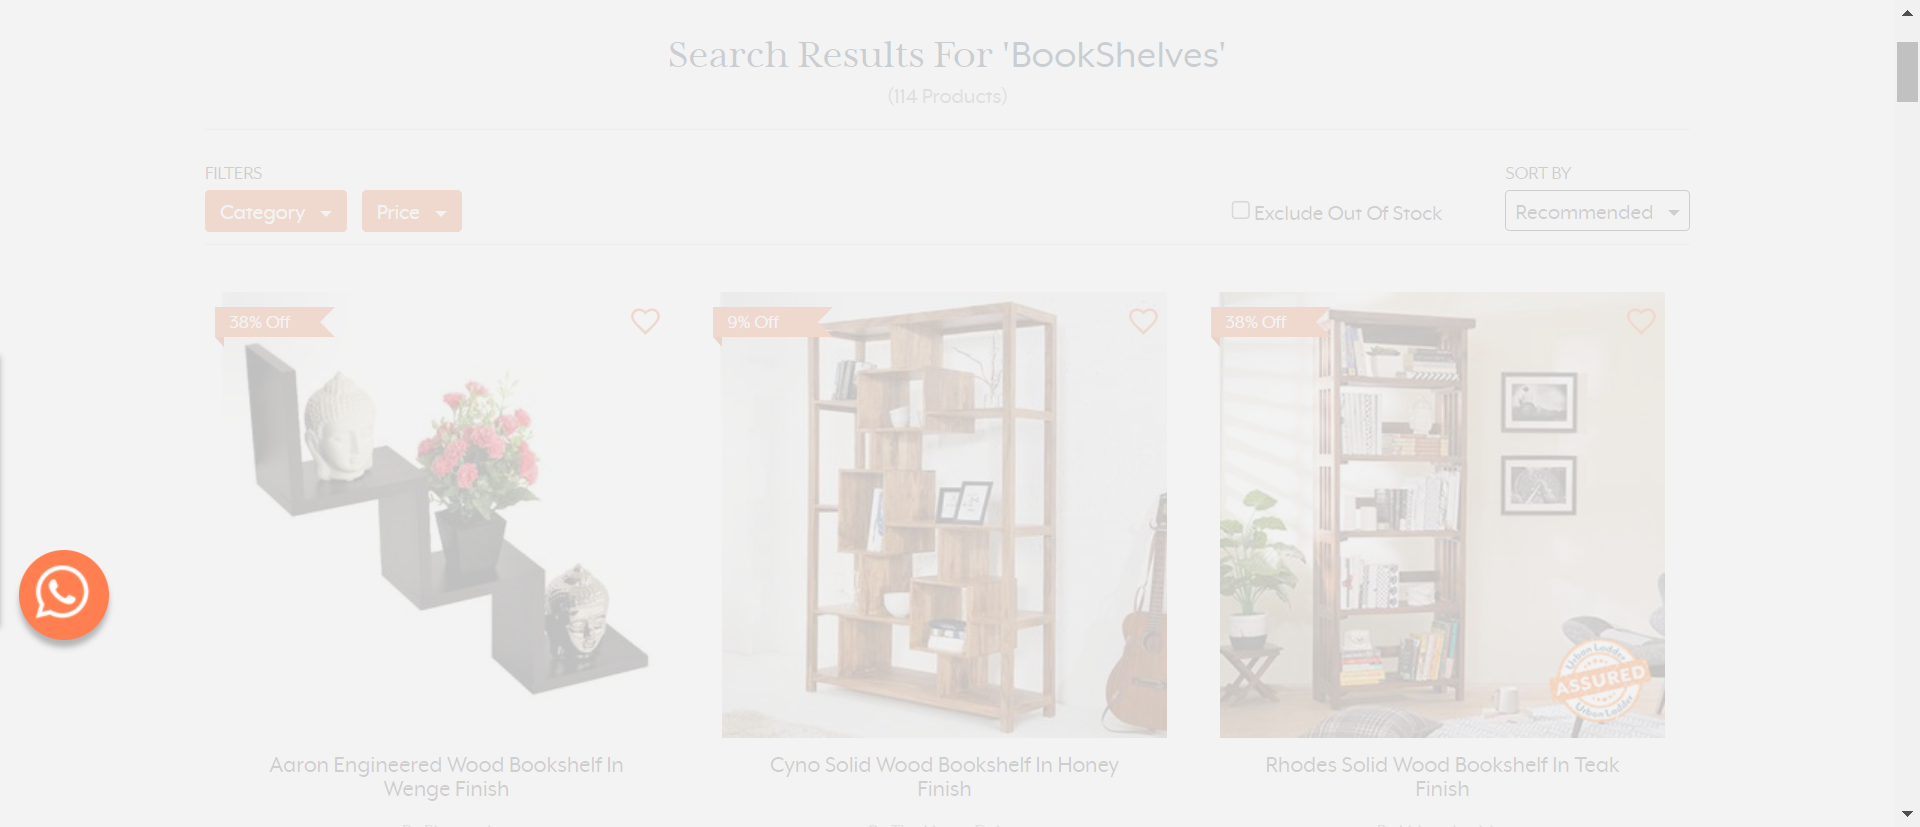 Search Results For 'BookShelves'
(114 Products)
FILTERS
Category
Price
Exclude Out Of Stock
SORT BY
Recommended
38% Off
9% Off
38% Off
Urban Ladder
ASSURED
Urban Ladder
Aaron Engineered Wood Bookshelf In
Wenge Finish
Cyno Solid Wood Bookshelf In Honey
Finish
Rhodes Solid Wood Bookshelf In Teak
Finish